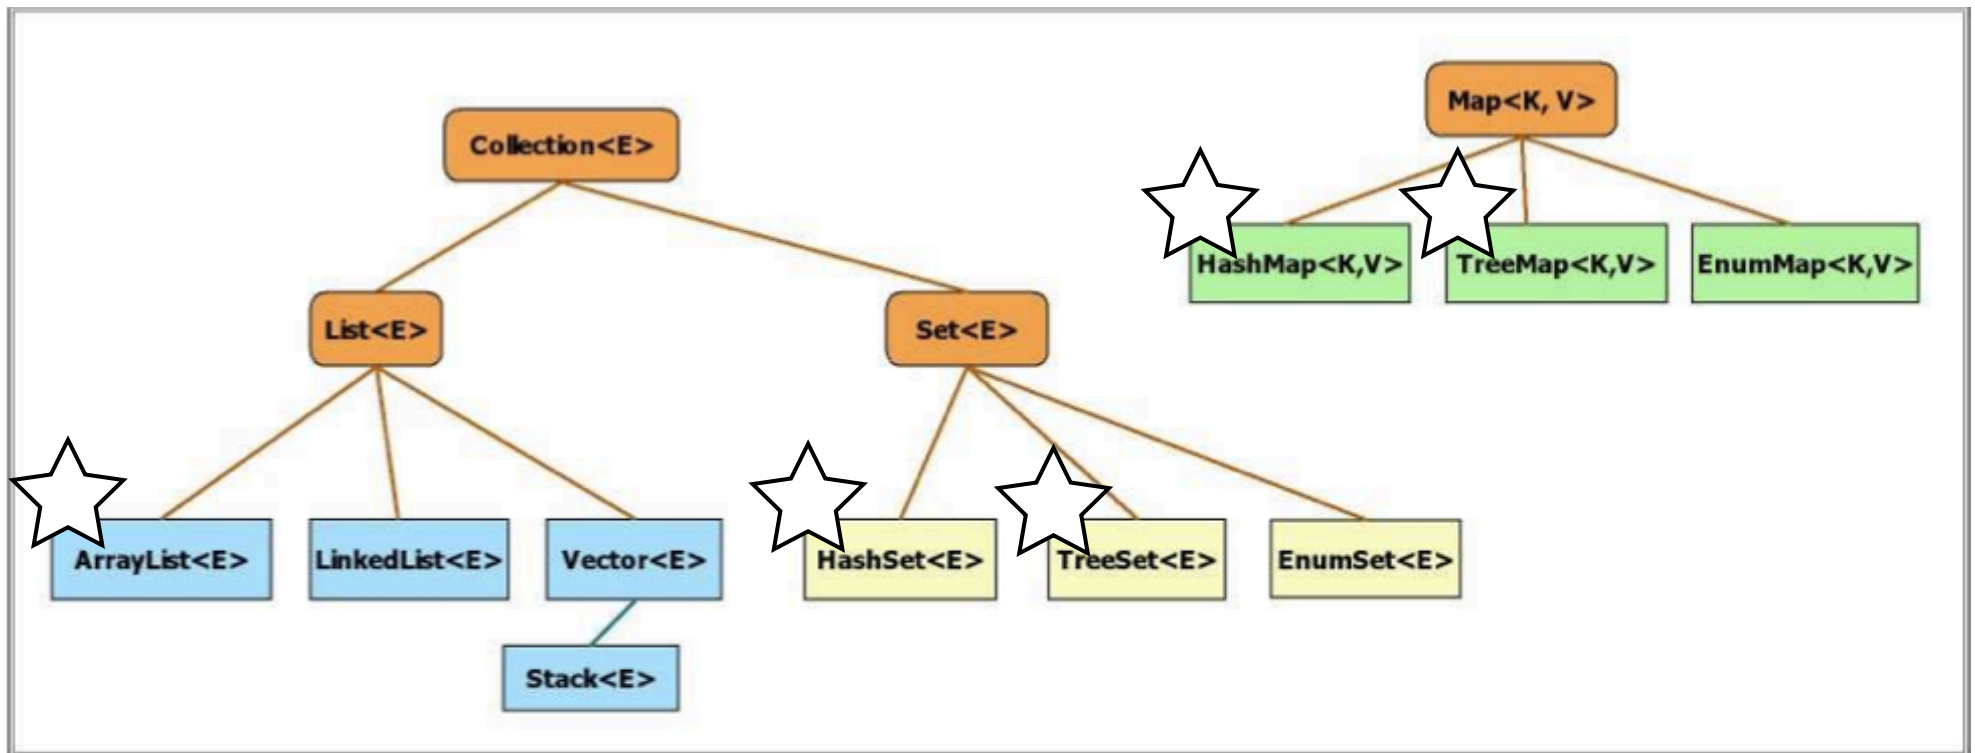 Map<K, V>
Collection<E>
HashMap<K,V>
TreeMap<K,V>
EnumMap<K,V>
List<E>
Set<E>
ArrayList<E>
LinkedList<E>
Vector<E>
HashSet<E>
TreeSet<E>
EnumSet<E>
Stack<E>